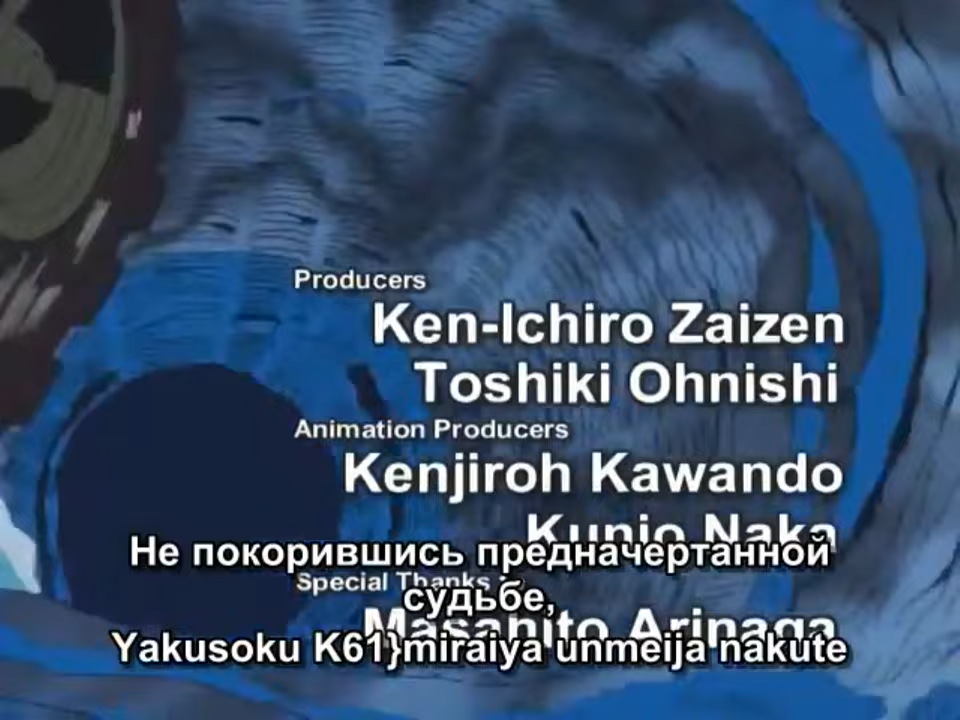 Producers
Ken-Ichiro Zaizen
Toshiki Ohnishi
Animation Producers
Kenjiroh Kawando
Kunio Naka
Не покорившись предначертанной
Special Thanks
судьбе,
Masahito Arinaga
Yakusoku K61}miraiya unmeija nakute